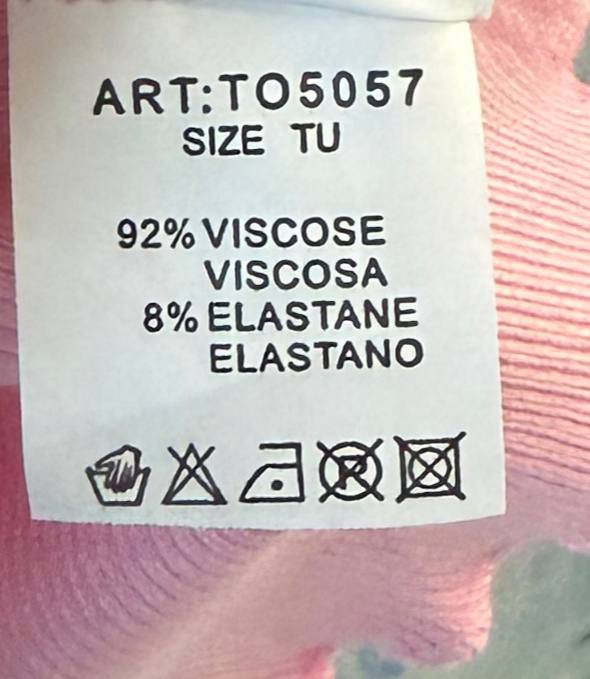 ART:TO5057
SIZE TU
92% VISCOSE
VISCOSA
8% ELASTANE
ELASTANO
P